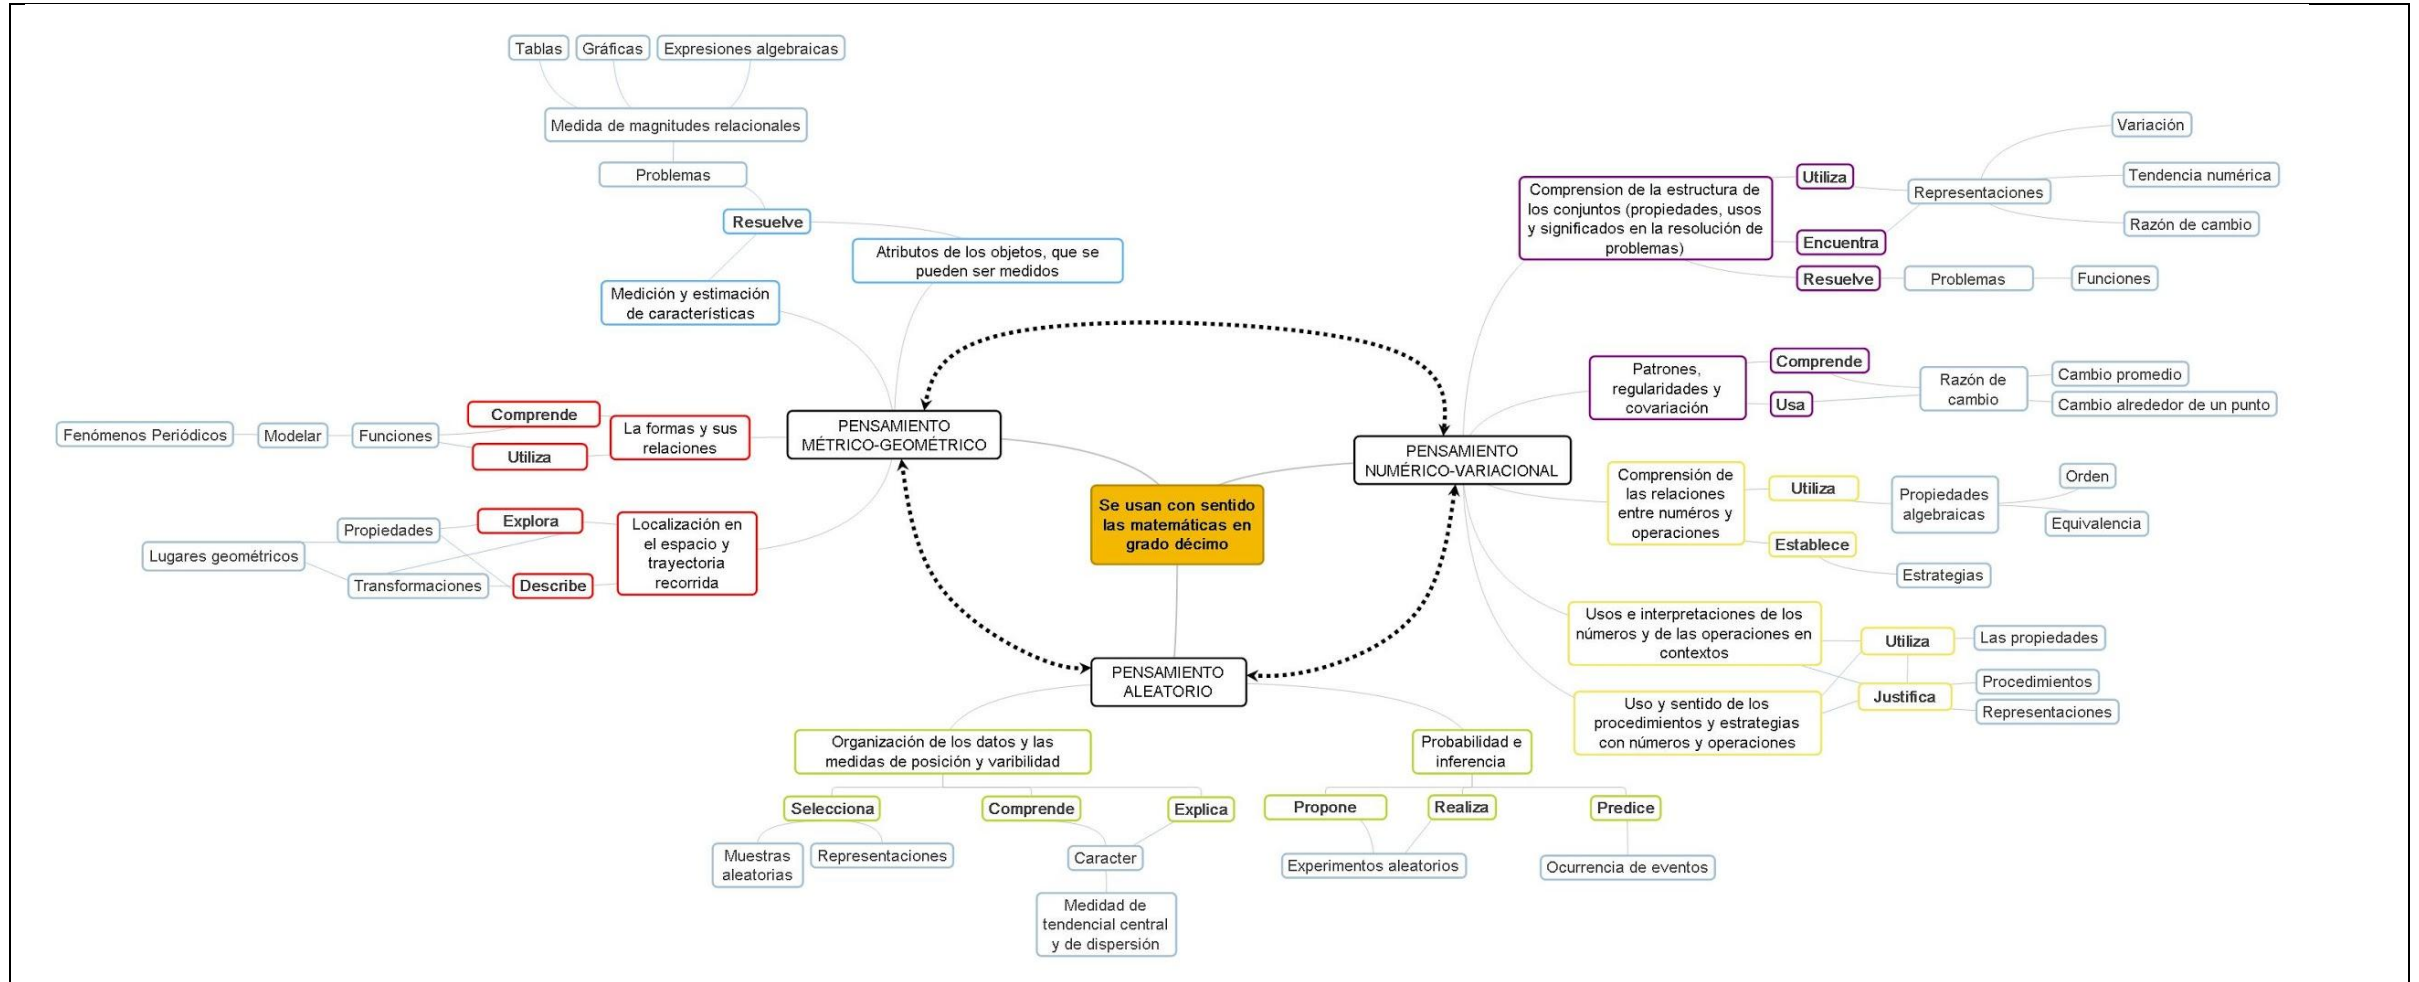 Tablas
Gráficas
Expresiones algebraicas
Medida de magnitudes relacionales
Problemas
Resuelve
Atributos de los objetos, que se
pueden ser medidos
Medición y estimación
de características
Comprende
Utiliza
La formas y sus
relaciones
Funciones
Modelar
Fenómenos Periódicos
PENSAMIENTO
MÉTRICO-GEOMÉTRICO
Explora
Describe
Localización en
el espacio y
trayectoria
recorrida
Propiedades
Transformaciones
Lugares geométricos
Se usan con sentido
las matemáticas en
grado décimo
PENSAMIENTO
NUMÉRICO-VARIACIONAL
Comprension de la estructura de
los conjuntos (propiedades, usos
y significados en la resolución de
problemas)
Utiliza
Encuentra
Resuelve
Representaciones
Variación
Tendencia numérica
Razón de cambio
Problemas
Funciones
Patrones,
regularidades y
covariación
Comprende
Usa
Razón de
cambio
Cambio promedio
Cambio alrededor de un punto
Comprensión de
las relaciones
entre numéros y
operaciones
Utiliza
Establece
Propiedades
algebraicas
Orden
Equivalencia
Estrategias
Usos e interpretaciones de los
números y de las operaciones en
contextos
Uso y sentido de los
procedimientos y estrategias
con números y operaciones
Utiliza
Justifica
Las propiedades
Procedimientos
Representaciones
PENSAMIENTO
ALEATORIO
Organización de los datos y las
medidas de posición y varibilidad
Selecciona
Comprende
Explica
Muestras
aleatorias
Representaciones
Caracter
Medidad de
tendencial central
y de dispersión
Probabilidad e
inferencia
Propone
Realiza
Predice
Experimentos aleatorios
Ocurrencia de eventos